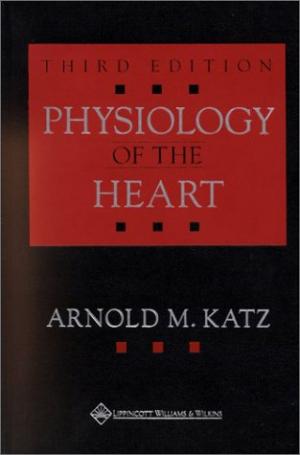 THIRD EDITION
PHYSIOLOGY
OF THE
HEART
ARNOLD M. KATZ
LIPPINCOTT WILLIAMS & WILKINS